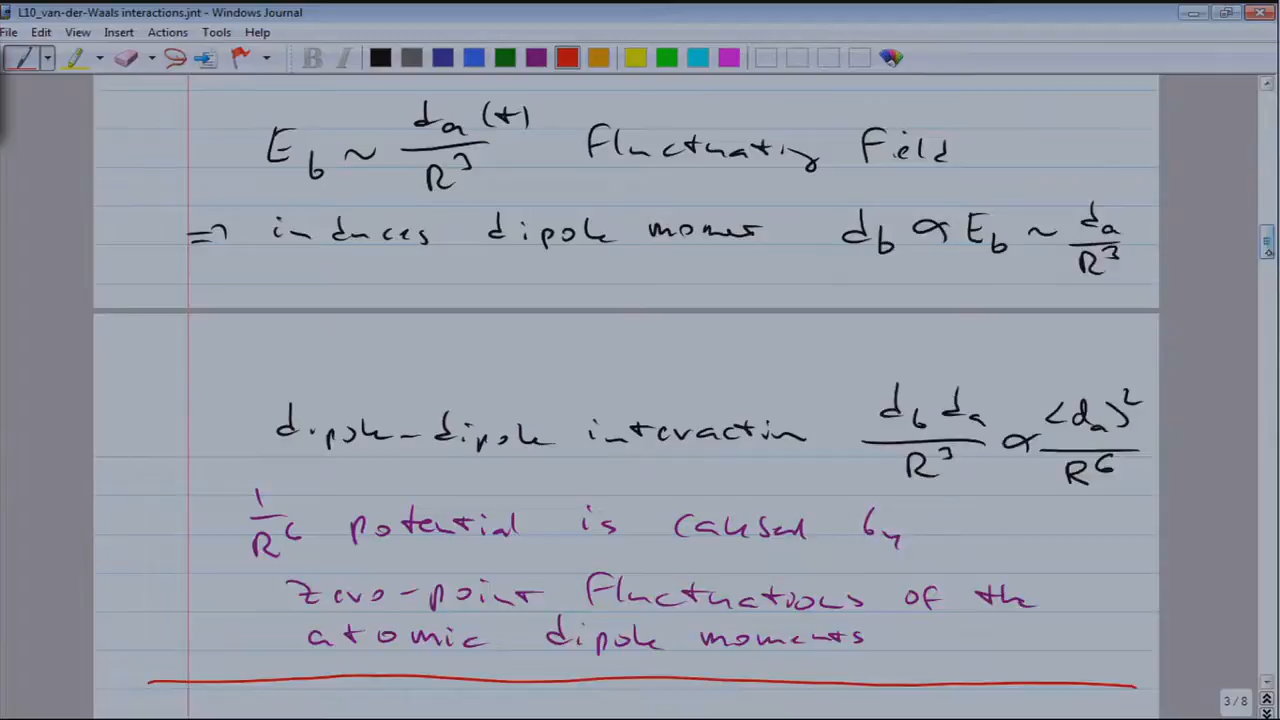 L10_van-der-Waals interactions.jnt - Windows Journal
File Edit View Insert Actions Tools Help
B I
E_b ~ d_a(t)/R^3 Fluctuating Field
⇒ induces dipole moment d_b ∝ E_b ~ d_a/R^3
dipole-dipole interaction d_b d_a/R^3 ∝ <d_a>^2/R^6
1/R^6 potential is caused by
zero-point Fluctuations of the
atomic dipole moments
3 / 8